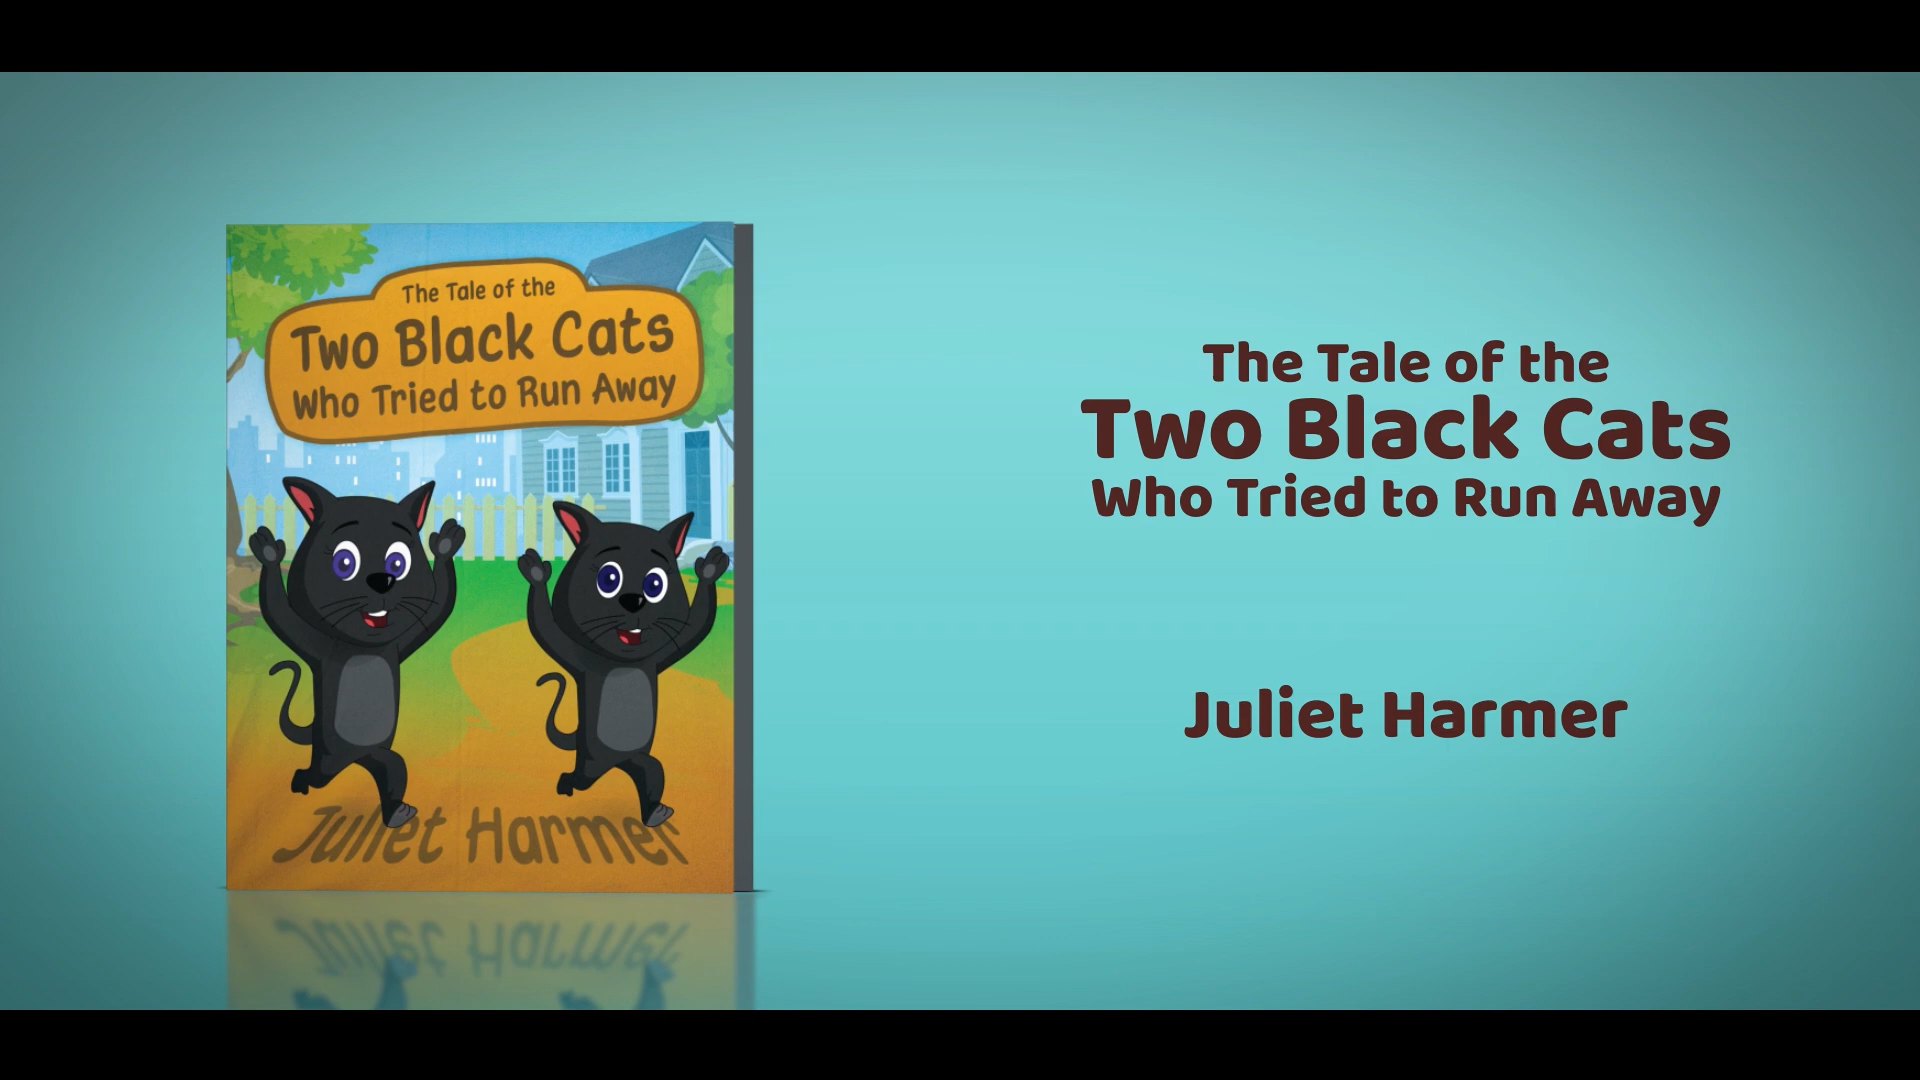 The Tale of the
Two Black Cats
Who Tried to Run Away
Juliet Harmer
The Tale of the
Two Black Cats
Who Tried to Run Away
Juliet Harmer